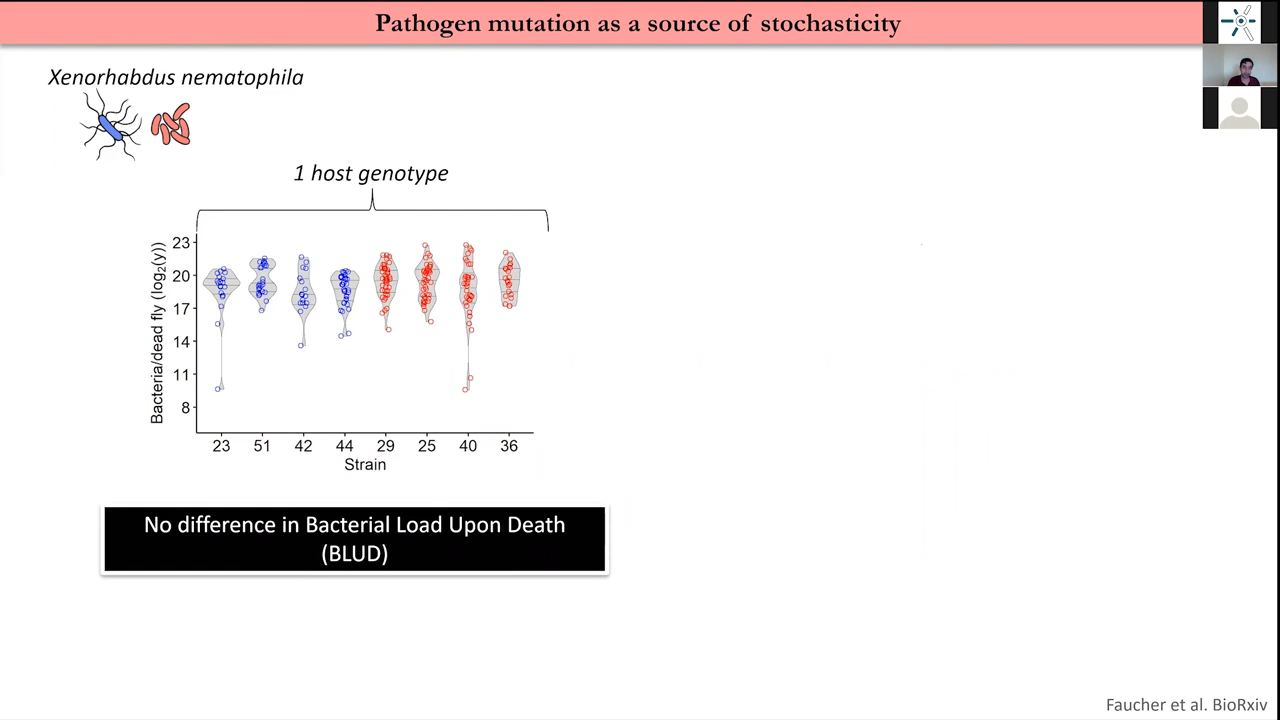 Pathogen mutation as a source of stochasticity
Xenorhabdus nematophila
1 host genotype
Bacteria/dead fly (log₂(y))
23
20
17
14
11
8
23 51 42 44 29 25 40 36
Strain
No difference in Bacterial Load Upon Death
(BLUD)
Faucher et al. BioRxiv